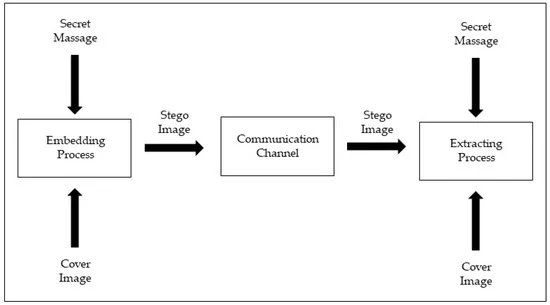 Secret
Massage
Secret
Massage
Stego
Image
Stego
Image
Embedding
Process
Communication
Channel
Extracting
Process
Cover
Image
Cover
Image